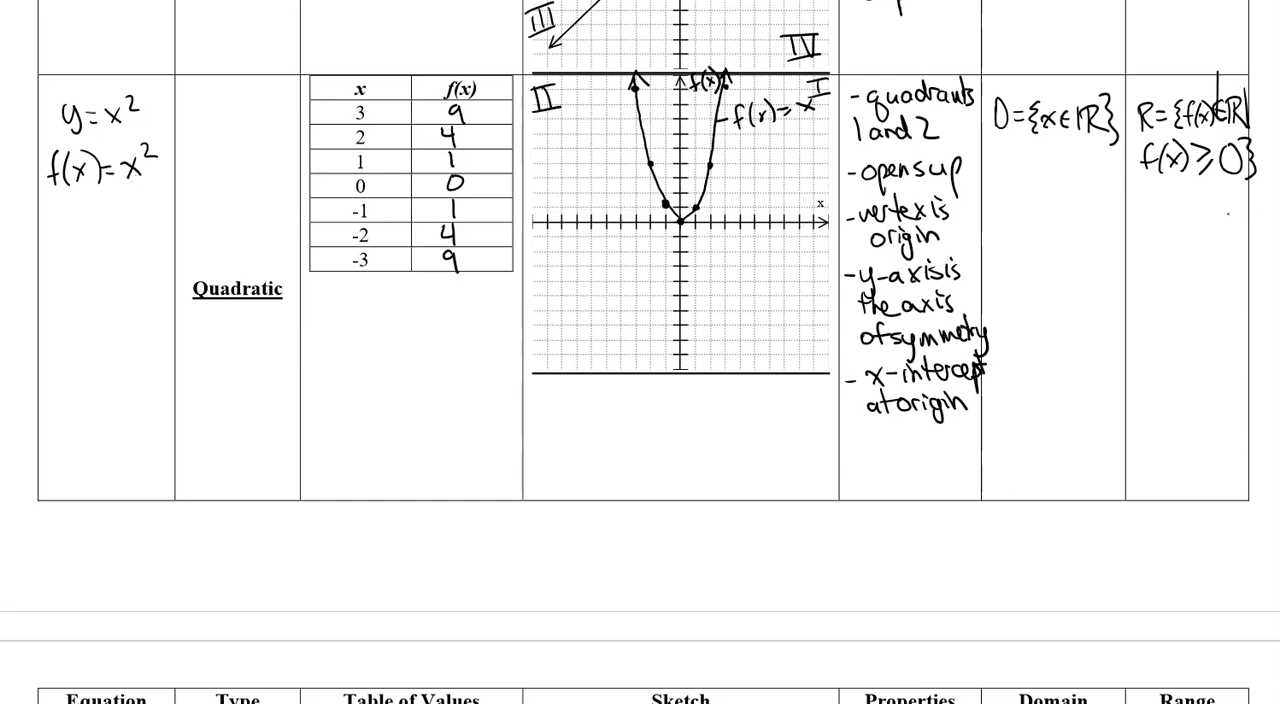 III
IV
y=x²
f(x)=x²
Quadratic
x f(x)
3 9
2 4
1 1
0 0
-1 1
-2 4
-3 9
II
f(x)
I
f(x)=x
x
- quadrants
1 and 2
- opens up
- vertex is
origin
- y-axis is
the axis
of symmetry
- x-intercept
at origin
D={x∈ℝ}
R={f(x)∈ℝ|
f(x)≥0}
Equation Type Table of Values Sketch Properties Domain Range